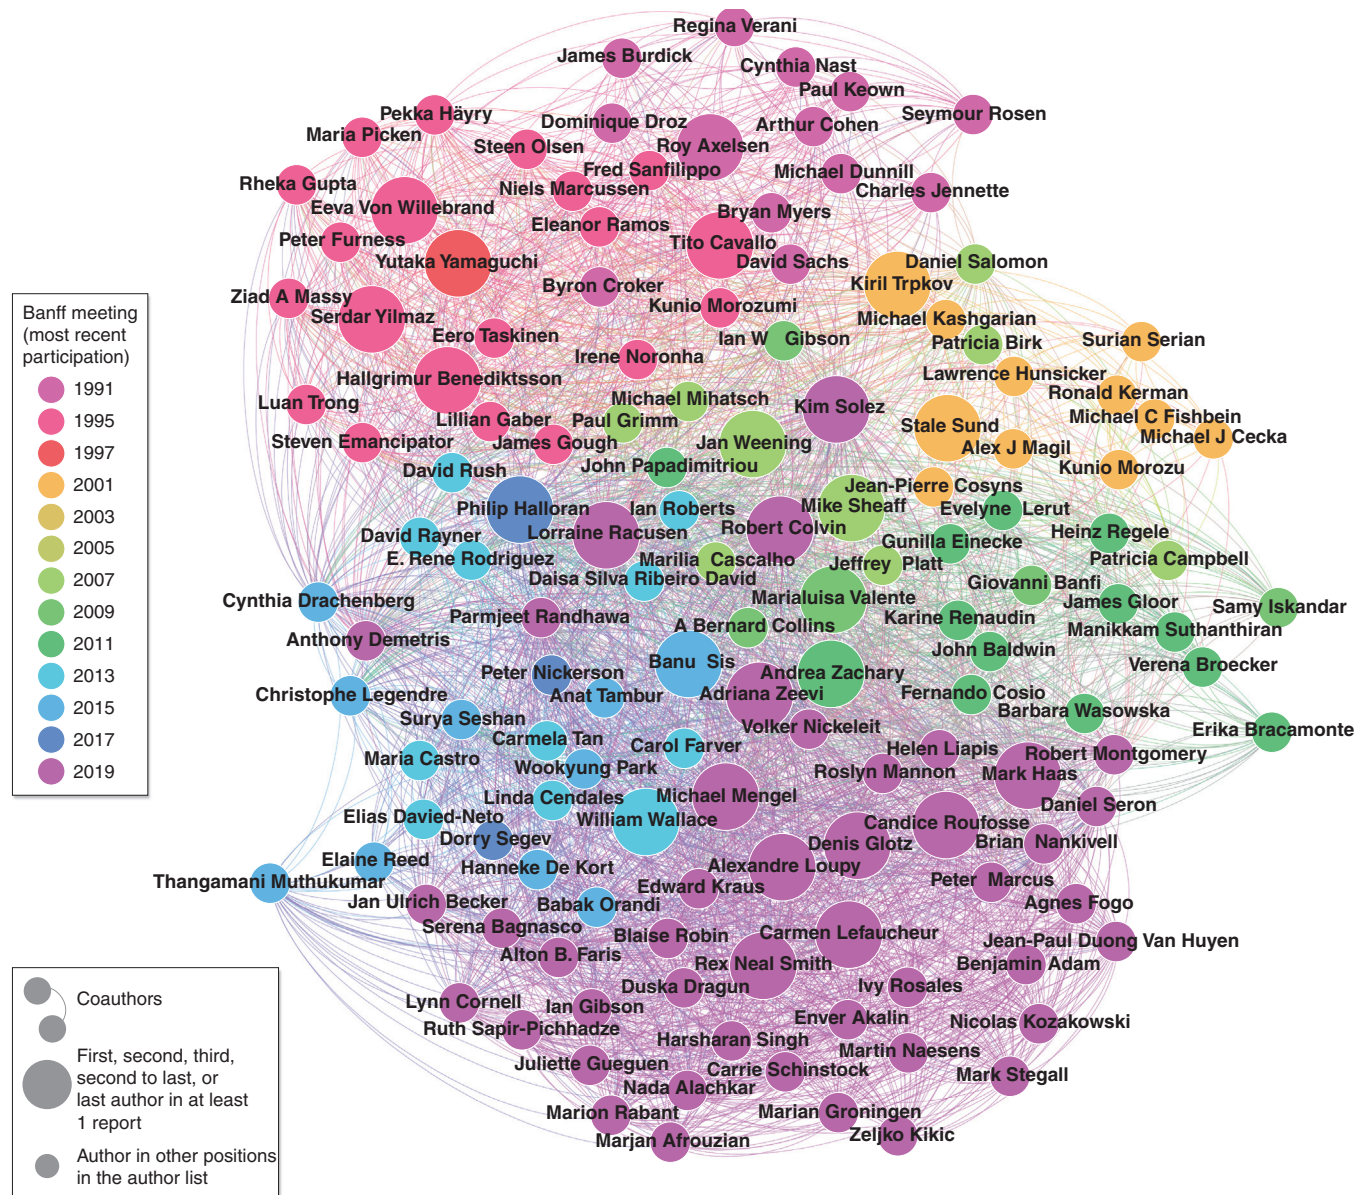 Regina Verani
James Burdick
Cynthia Nast
Paul Keown
Pekka Häyry
Seymour Rosen
Maria Picken
Dominique Droz
Arthur Cohen
Steen Olsen
Roy Axelsen
Fred Sanfilippo
Michael Dunnill
Rheka Gupta
Niels Marcussen
Charles Jennette
Eeva Von Willebrand
Bryan Myers
Eleanor Ramos
Peter Furness
Tito Cavallo
Yutaka Yamaguchi
David Sachs
Daniel Salomon
Byron Croker
Kiril Trpkov
Ziad A Massy
Kunio Morozumi
Serdar Yilmaz
Michael Kashgarian
Eero Taskinen
Ian W Gibson
Patricia Birk
Surian Serian
Irene Noronha
Lawrence Hunsicker
Hallgrimur Benediktsson
Ronald Kerman
Michael Mihatsch
Luan Trong
Kim Solez
Michael C Fishbein
Lillian Gaber
Paul Grimm
Stale Sund
Michael J Cecka
Steven Emancipator
James Gough
Jan Weening
Alex J Magil
David Rush
John Papadimitriou
Kunio Morozu
Jean-Pierre Cosyns
Philip Halloran
Ian Roberts
Mike Sheaff
Evelyne Lerut
David Rayner
Lorraine Racusen
Robert Colvin
Gunilla Einecke
Heinz Regele
E. Rene Rodriguez
Marilia Cascalho
Jeffrey Platt
Patricia Campbell
Daisa Silva Ribeiro David
Giovanni Banfi
Cynthia Drachenberg
Marialuisa Valente
James Gloor
Samy Iskandar
Parmjeet Randhawa
A Bernard Collins
Karine Renaudin
Manikkam Suthanthiran
Anthony Demetris
John Baldwin
Banu Sis
Verena Broecker
Peter Nickerson
Andrea Zachary
Christophe Legendre
Anat Tambur
Adriana Zeevi
Fernando Cosio
Barbara Wasowska
Surya Seshan
Volker Nickeleit
Erika Bracamonte
Carmela Tan
Carol Farver
Helen Liapis
Robert Montgomery
Maria Castro
Wookyung Park
Roslyn Mannon
Mark Haas
Linda Cendales
Michael Mengel
Daniel Seron
Elias Davied-Neto
William Wallace
Candice Roufosse
Dorry Segev
Denis Glotz
Brian Nankivell
Elaine Reed
Hanneke De Kort
Alexandre Loupy
Thangamani Muthukumar
Edward Kraus
Peter Marcus
Jan Ulrich Becker
Babak Orandi
Agnes Fogo
Serena Bagnasco
Blaise Robin
Carmen Lefaucheur
Jean-Paul Duong Van Huyen
Alton B. Faris
Rex Neal Smith
Benjamin Adam
Duska Dragun
Ivy Rosales
Lynn Cornell
Ian Gibson
Enver Akalin
Nicolas Kozakowski
Ruth Sapir-Pichhadze
Harsharan Singh
Martin Naesens
Juliette Gueguen
Carrie Schinstock
Mark Stegall
Nada Alachkar
Marion Rabant
Marian Groningen
Marjan Afrouzian
Zeljko Kikic
Banff meeting
(most recent
participation)
1991
1995
1997
2001
2003
2005
2007
2009
2011
2013
2015
2017
2019
Coauthors
First, second, third,
second to last, or
last author in at least
1 report
Author in other positions
in the author list